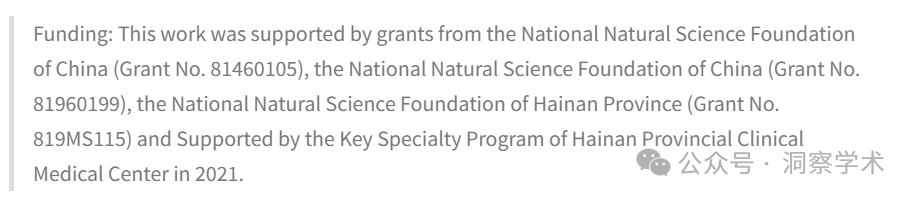 Funding: This work was supported by grants from the National Natural Science Foundation
of China (Grant No. 81460105), the National Natural Science Foundation of China (Grant No.
81960199), the National Natural Science Foundation of Hainan Province (Grant No.
819MS115) and Supported by the Key Specialty Program of Hainan Provincial Clinical
Medical Center in 2021.
公众号 · 洞察学术